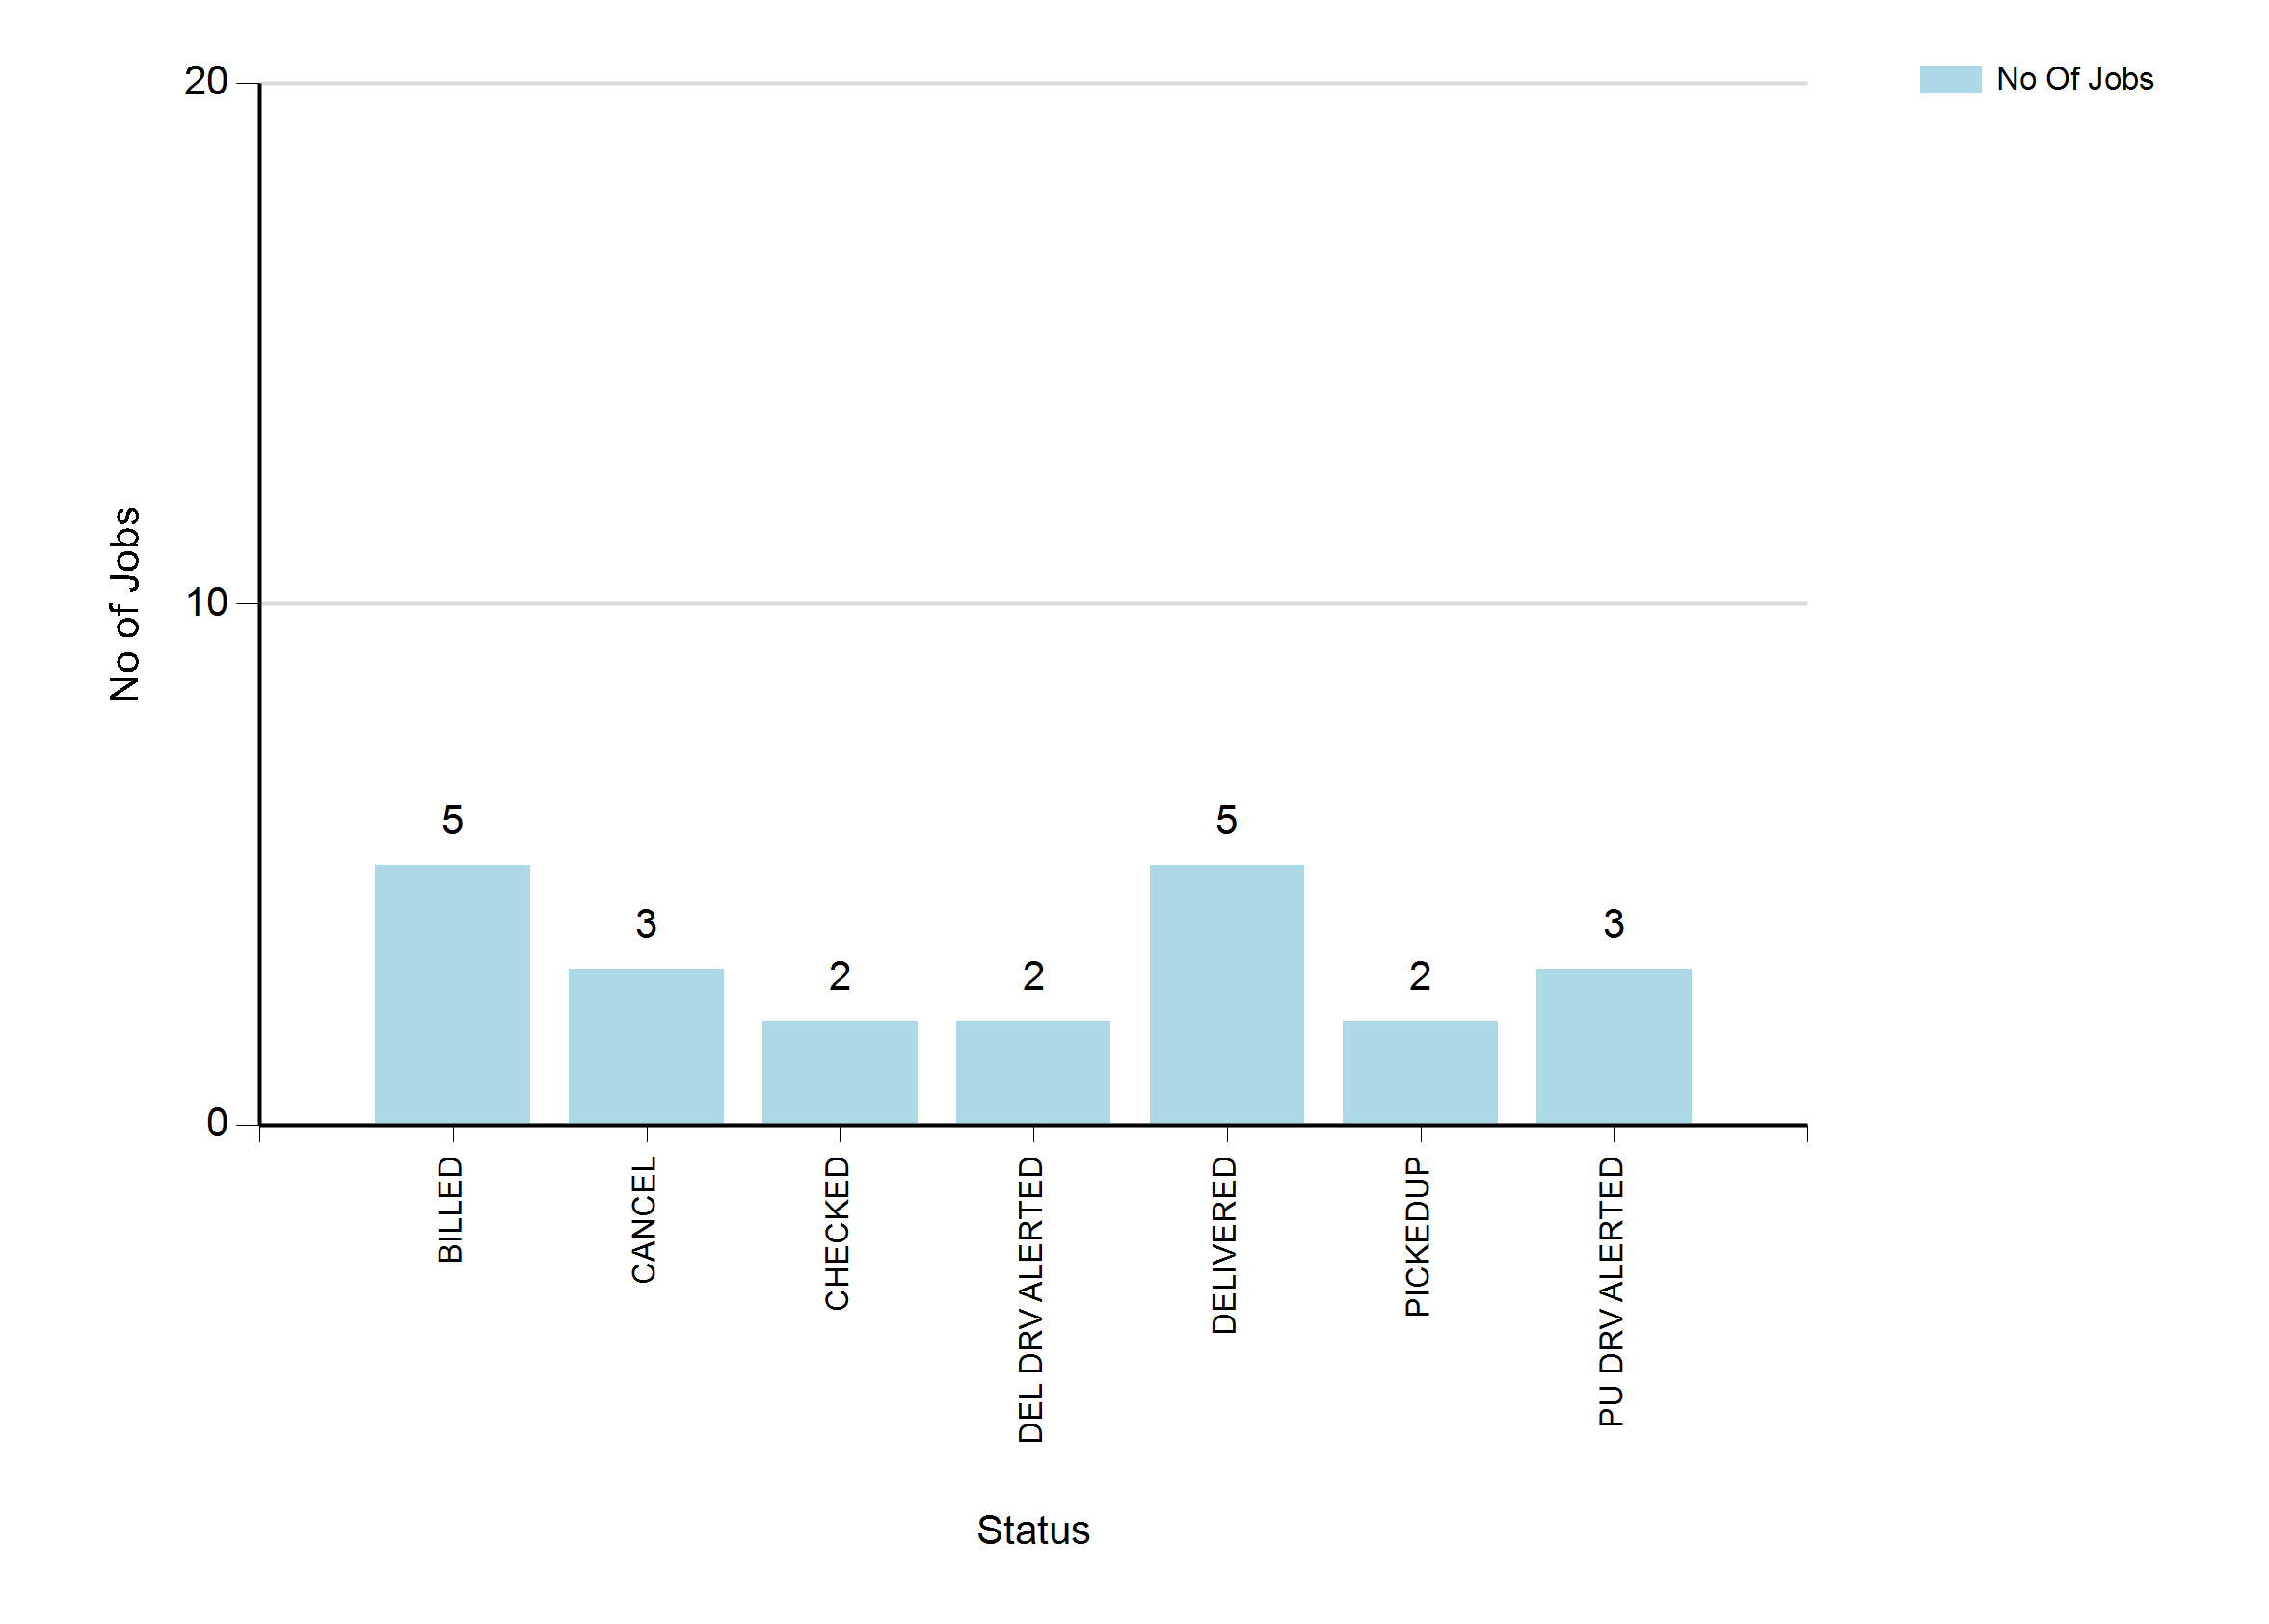 20
No Of Jobs
No of Jobs
10
5
5
3
3
2
2
2
0
BILLED
CANCEL
CHECKED
DEL DRV ALERTED
DELIVERED
PICKEDUP
PU DRV ALERTED
Status